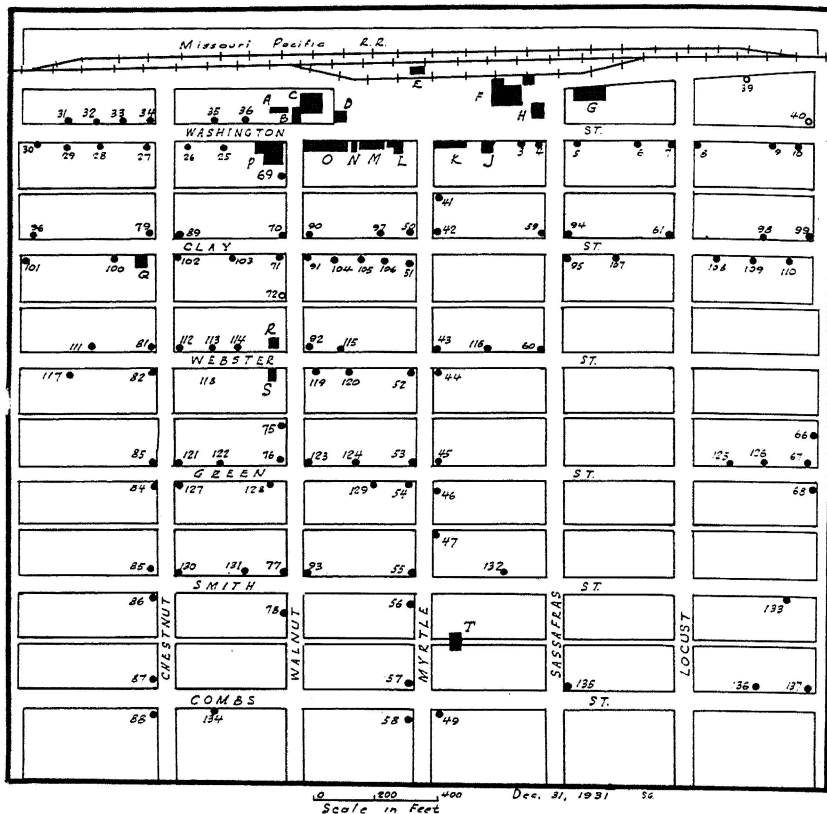 Missouri Pacific R.R.
E
39
A C B D F H G
31 32 33 34 35 36 40
WASHINGTON ST.
30 29 28 27 26 25 P O N M L K J 3 4 5 6 7 8 9 10
69
41
96 79 89 70 90 97 50 42 59 94 61 98 99
CLAY ST.
101 100 Q 102 103 71 91 104 105 106 51 95 107 108 109 110
72
111 81 112 113 114 R 92 115 43 116 60
WEBSTER ST.
117 82 118 S 119 120 52 44
75 66
85 121 122 76 123 124 53 45 125 126 67
GREEN ST.
84 127 128 129 54 46 68
47
85 130 131 77 93 55 132
SMITH ST.
86 78 56 133
CHESTNUT
WALNUT
MYRTLE
SASSAFRAS
LOCUST
T
87 57 135 136 137
COMBS ST.
88 134 58 49
0 200 400
Scale in Feet
Dec. 31, 1931 SG.